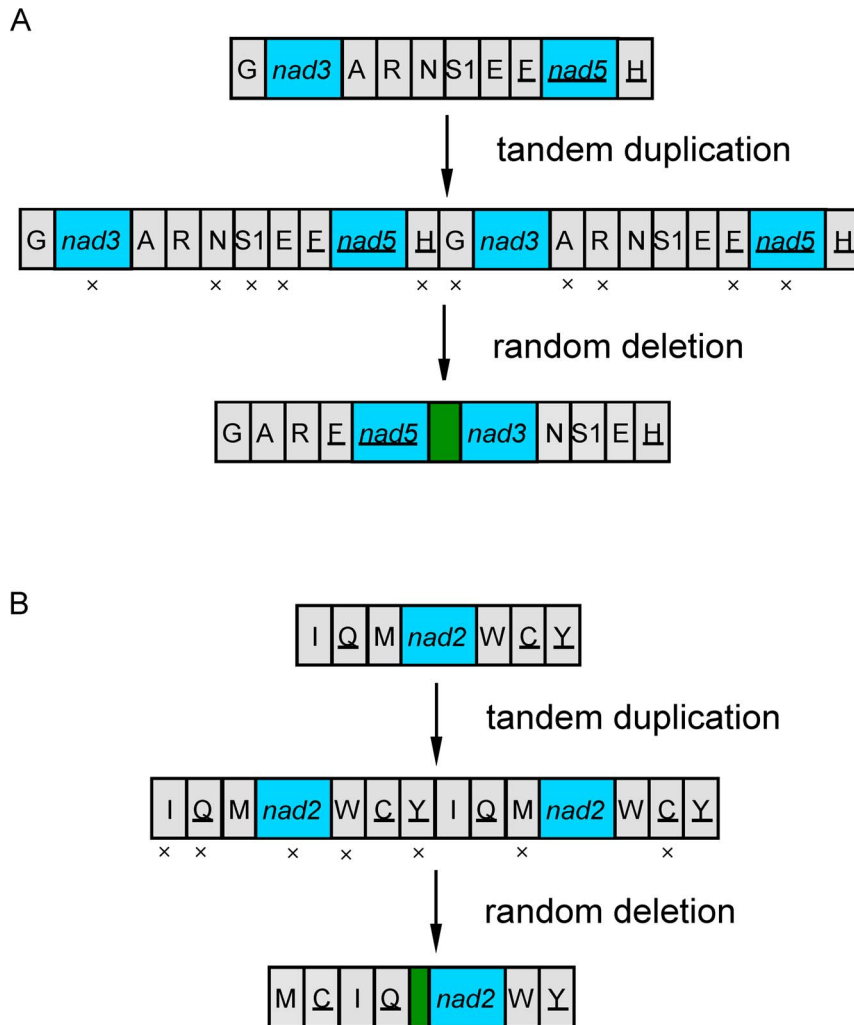 A
G nad3 A R N S1 E F nad5 H
tandem duplication
G nad3 A R N S1 E F nad5 H G nad3 A R N S1 E F nad5 H
× × × × × × × × × ×
random deletion
G A R F nad5 nad3 N S1 E H
B
I Q M nad2 W C Y
tandem duplication
I Q M nad2 W C Y I Q M nad2 W C Y
× × × × × × ×
random deletion
M C I Q nad2 W Y